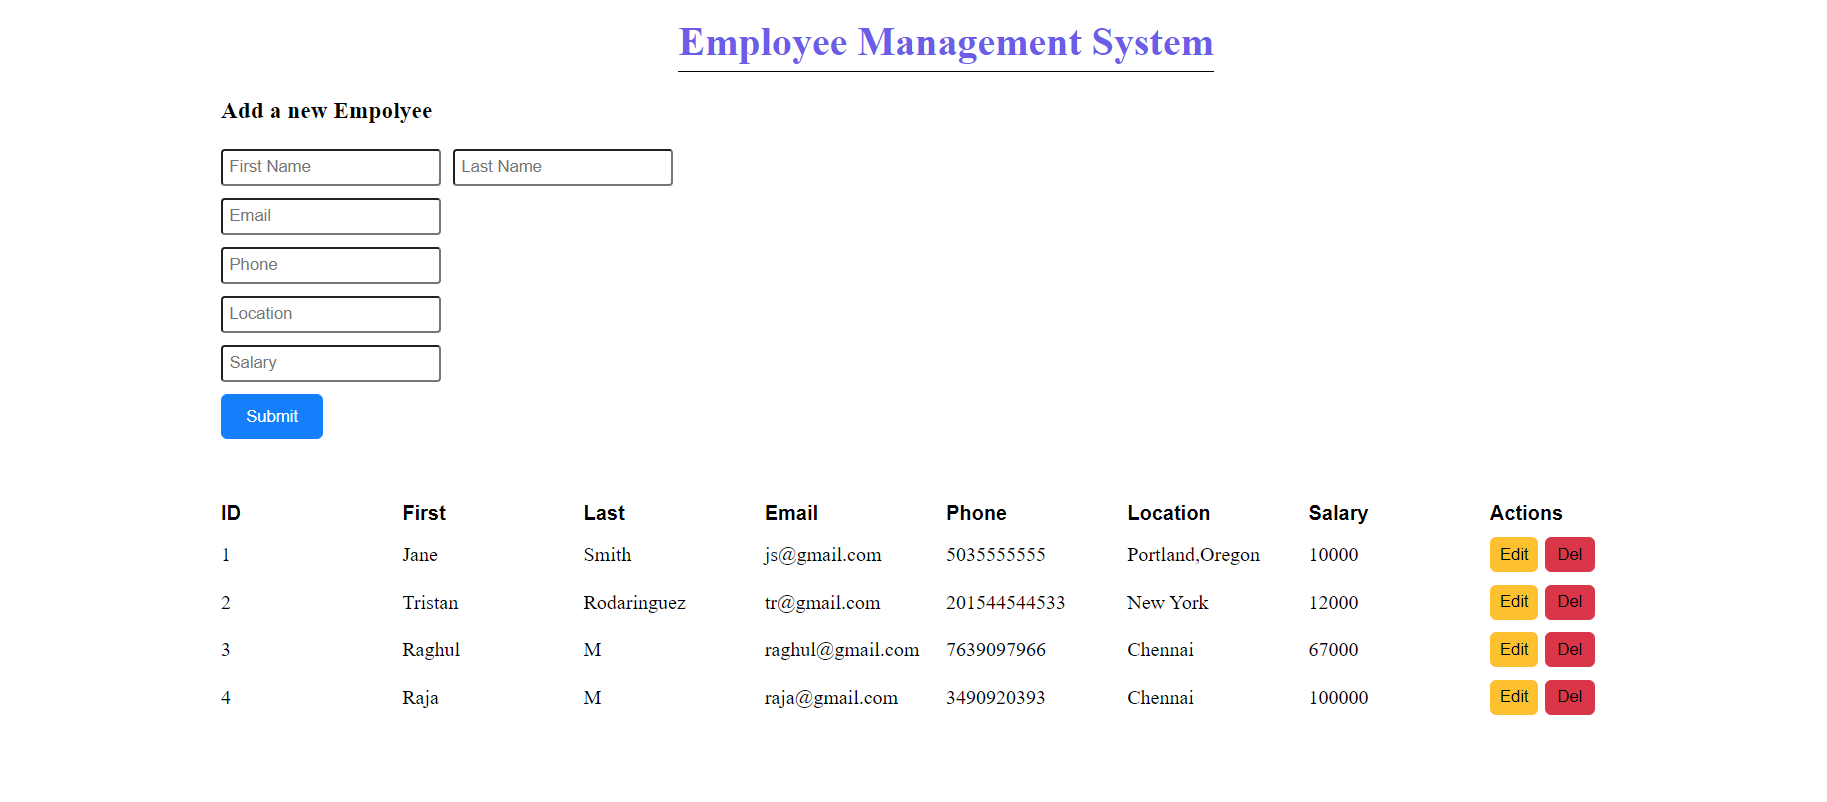 Employee Management System
Add a new Empolyee
First Name Last Name
Email
Phone
Location
Salary
Submit
ID First Last Email Phone Location Salary Actions
1 Jane Smith js@gmail.com 5035555555 Portland,Oregon 10000 Edit Del
2 Tristan Rodaringuez tr@gmail.com 201544544533 New York 12000 Edit Del
3 Raghul M raghul@gmail.com 7639097966 Chennai 67000 Edit Del
4 Raja M raja@gmail.com 3490920393 Chennai 100000 Edit Del